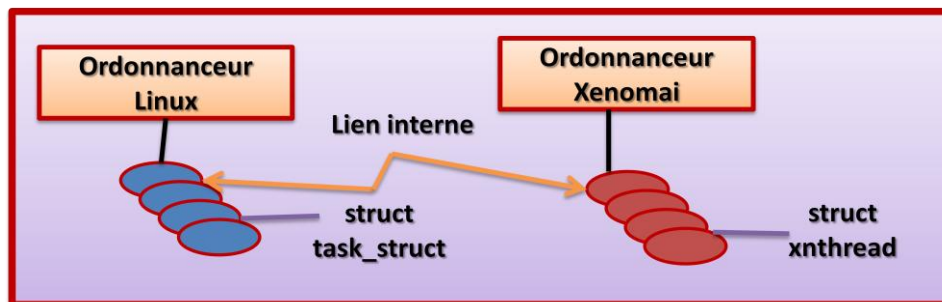 Ordonnanceur
Linux
Ordonnanceur
Xenomai
Lien interne
struct
task_struct
struct
xnthread